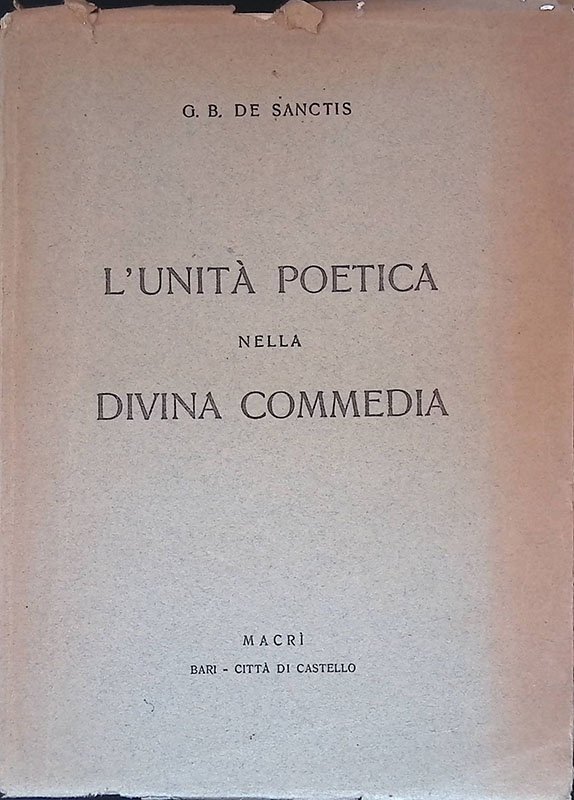 G. B. DE SANCTIS
L'UNITÀ POETICA
NELLA
DIVINA COMMEDIA
MACRÌ
BARI - CITTÀ DI CASTELLO